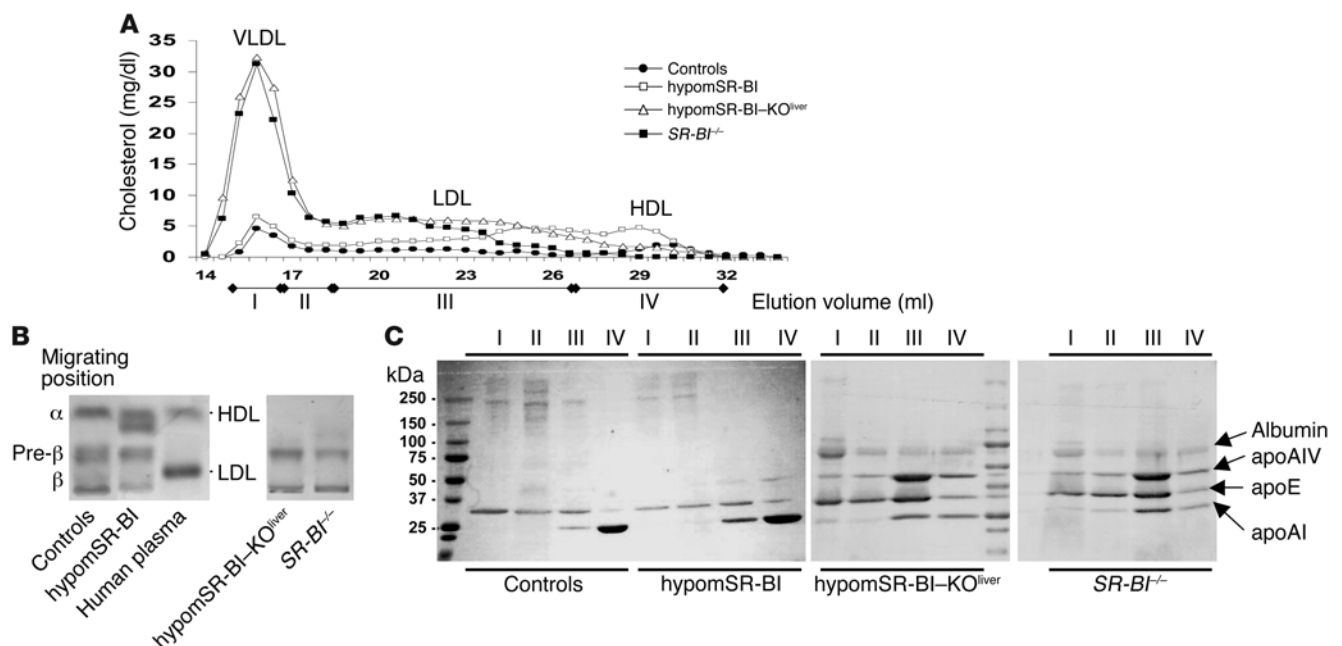 A
VLDL
LDL
HDL
Cholesterol (mg/dl)
35
30
25
20
15
10
5
0
14 17 20 23 26 29 32
I II III IV Elution volume (ml)
Controls
hypomSR-BI
hypomSR-BI–KOliver
SR-BI–/–
B
Migrating position
α
Pre-β
β
HDL
LDL
Controls
hypomSR-BI
Human plasma
hypomSR-BI-KOliver
SR-BI–/–
C
I II III IV I II III IV I II III IV I II III IV
kDa
250
150
100
75
50
37
25
Albumin
apoAIV
apoE
apoAI
Controls hypomSR-BI hypomSR-BI–KOliver SR-BI–/–